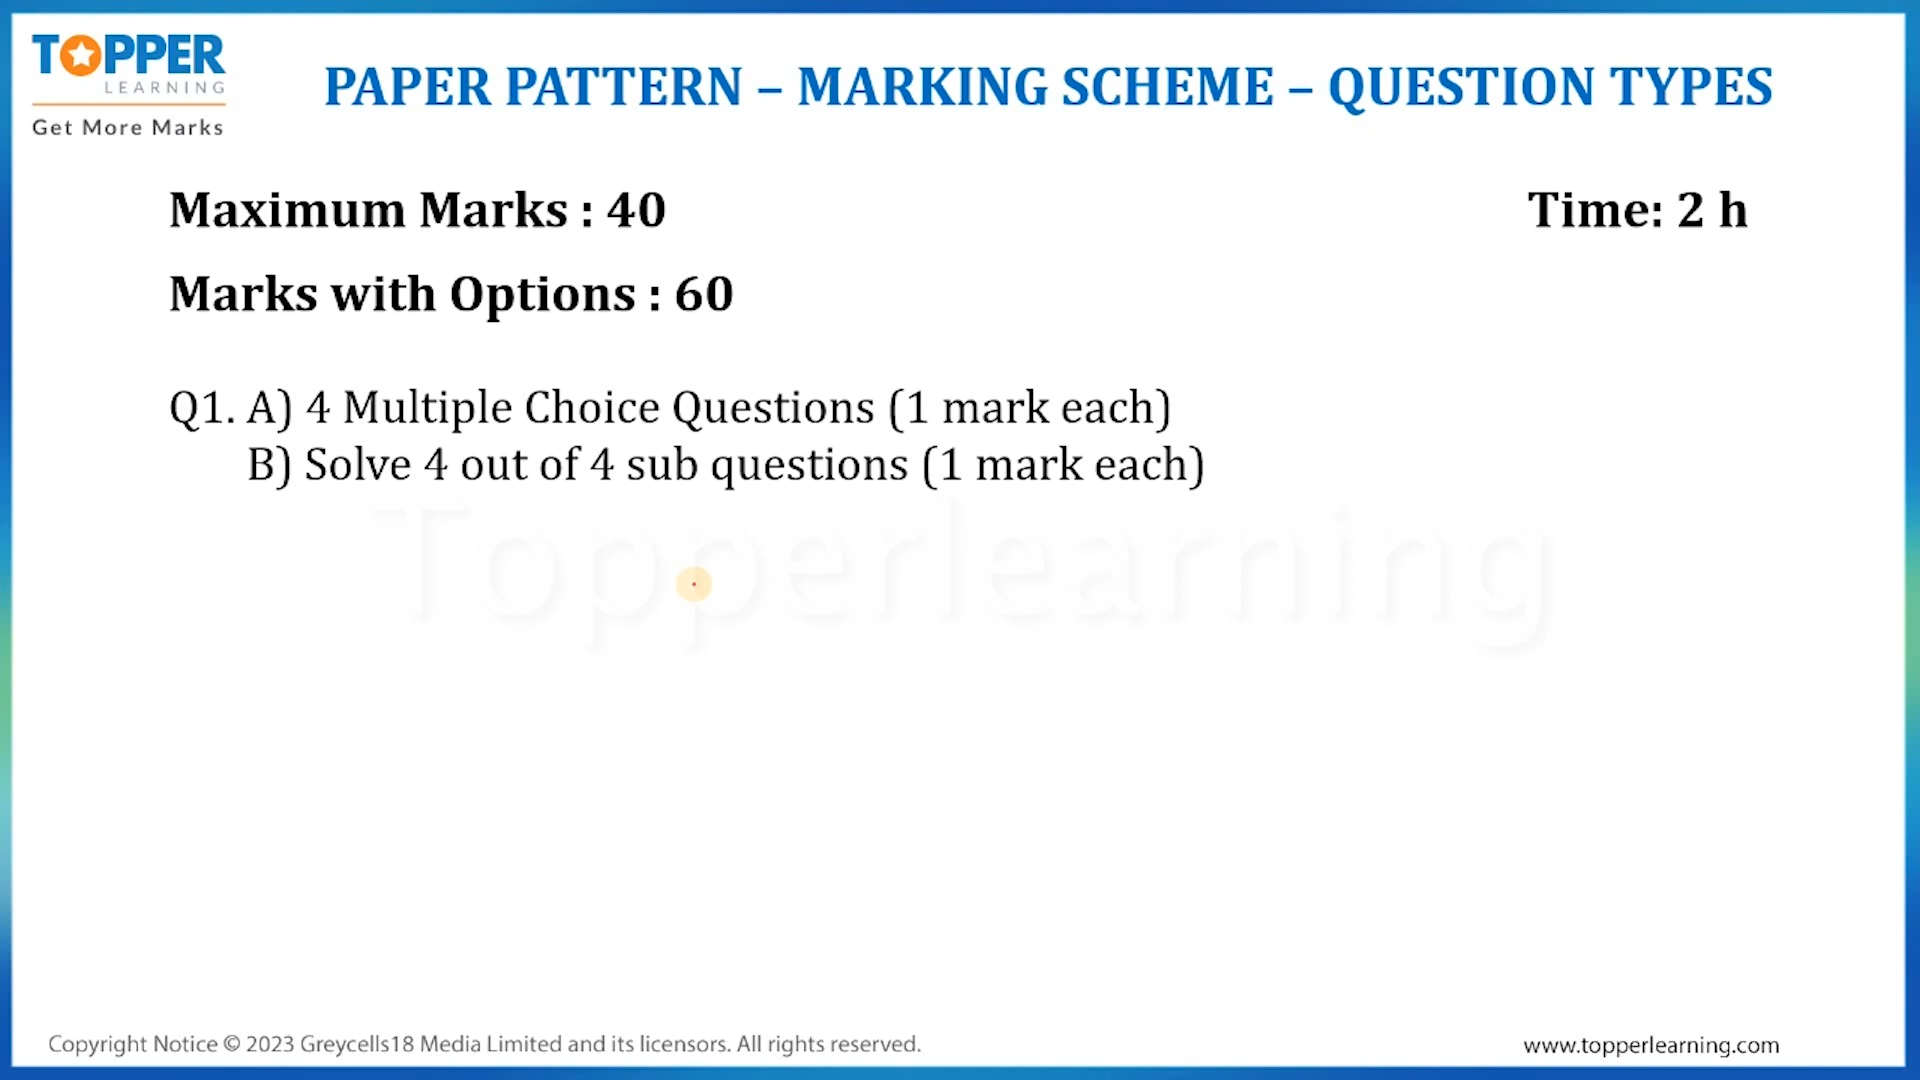 TOPPER
LEARNING
Get More Marks
PAPER PATTERN – MARKING SCHEME – QUESTION TYPES
Maximum Marks : 40
Time: 2 h
Marks with Options : 60
Q1. A) 4 Multiple Choice Questions (1 mark each)
B) Solve 4 out of 4 sub questions (1 mark each)
Topperlearning
Copyright Notice © 2023 Greycells18 Media Limited and its licensors. All rights reserved.
www.topperlearning.com